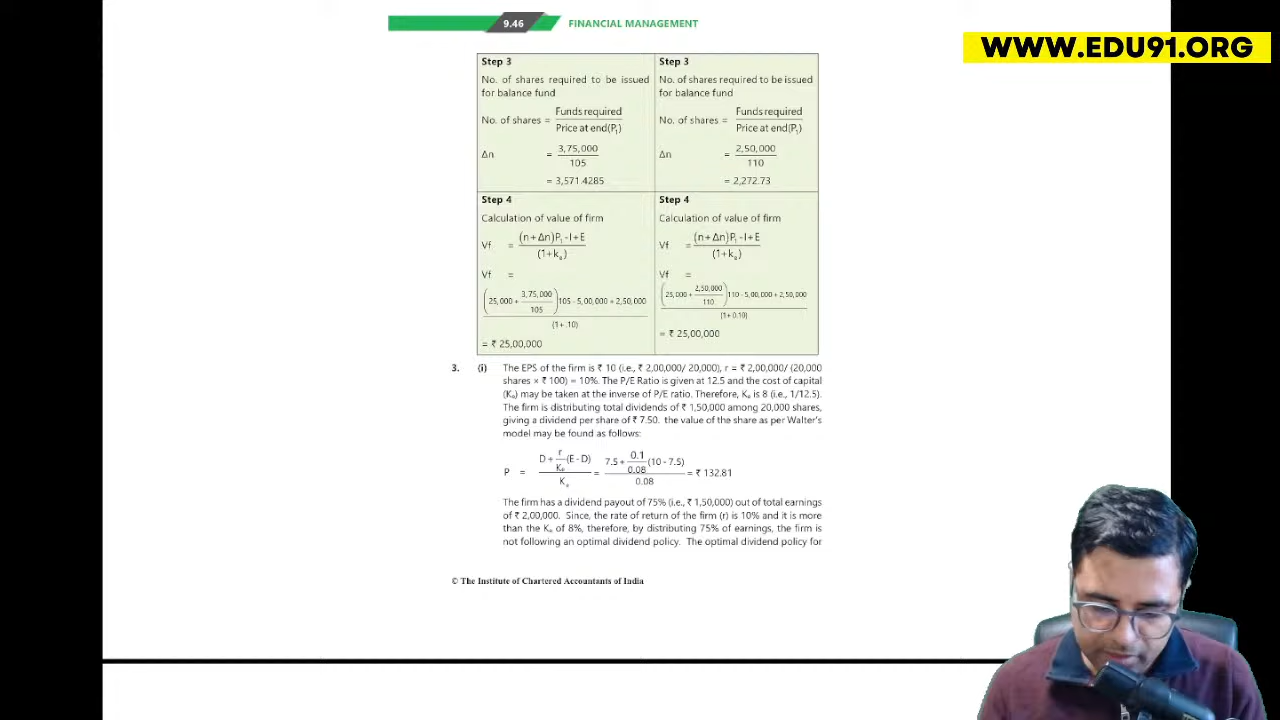 9.46 FINANCIAL MANAGEMENT
WWW.EDU91.ORG
Step 3
No. of shares required to be issued
for balance fund
No. of shares = Funds required / Price at end(P₁)
Δn = 3,75,000 / 105
= 3,571.4285
Step 3
No. of shares required to be issued
for balance fund
No. of shares = Funds required / Price at end(P₁)
Δn = 2,50,000 / 110
= 2,272.73
Step 4
Calculation of value of firm
Vf = (n+Δn)P₁ -I+E / (1+kₑ)
Vf =
(25,000 + 3,75,000 / 105) 105 - 5,00,000 + 2,50,000 / (1+ .10)
= ₹ 25,00,000
Step 4
Calculation of value of firm
Vf = (n+Δn)P₁ -I+E / (1+kₑ)
Vf =
(25,000 + 2,50,000 / 110) 110 - 5,00,000 + 2,50,000 / (1+ 0.10)
= ₹ 25,00,000
3. (i) The EPS of the firm is ₹ 10 (i.e., ₹ 2,00,000/ 20,000), r = ₹ 2,00,000/ (20,000
shares × ₹ 100) = 10%. The P/E Ratio is given at 12.5 and the cost of capital
(Kₑ) may be taken at the inverse of P/E ratio. Therefore, Kₑ is 8 (i.e., 1/12.5).
The firm is distributing total dividends of ₹ 1,50,000 among 20,000 shares,
giving a dividend per share of ₹ 7.50. the value of the share as per Walter's
model may be found as follows:
P = D + r/Kₑ (E - D) / Kₑ = 7.5 + 0.1/0.08 (10 - 7.5) / 0.08 = ₹ 132.81
The firm has a dividend payout of 75% (i.e., ₹ 1,50,000) out of total earnings
of ₹ 2,00,000. Since, the rate of return of the firm (r) is 10% and it is more
than the Kₑ of 8%, therefore, by distributing 75% of earnings, the firm is
not following an optimal dividend policy. The optimal dividend policy for
© The Institute of Chartered Accountants of India